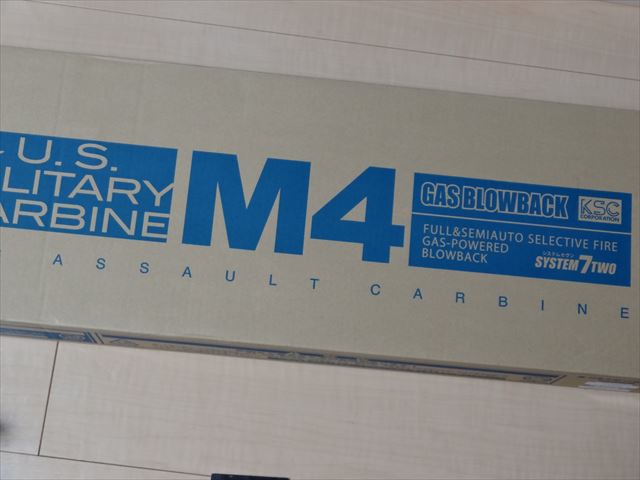 U.S.
MILITARY
CARBINE
M4
GAS BLOWBACK
KSC
CORPORATION
FULL&SEMIAUTO SELECTIVE FIRE
GAS-POWERED
BLOWBACK
システムセブン
SYSTEM 7 TWO
ASSAULT CARBINE